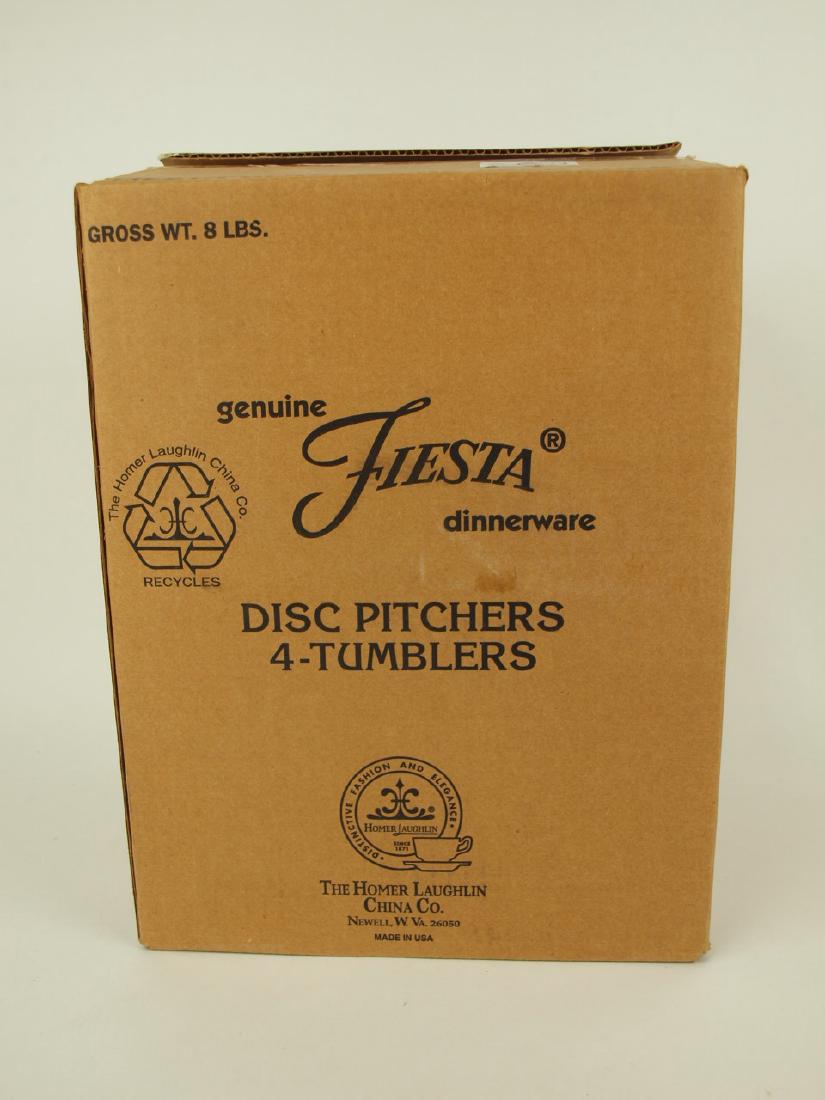 GROSS WT. 8 LBS.
genuine
FIESTA®
dinnerware
The Homer Laughlin China Co.
RECYCLES
DISC PITCHERS
4-TUMBLERS
• DISTINCTIVE FASHION AND ELEGANCE •
HOMER LAUGHLIN ®
SINCE
1871
THE HOMER LAUGHLIN
CHINA CO.
NEWELL, W. VA. 26050
MADE IN USA